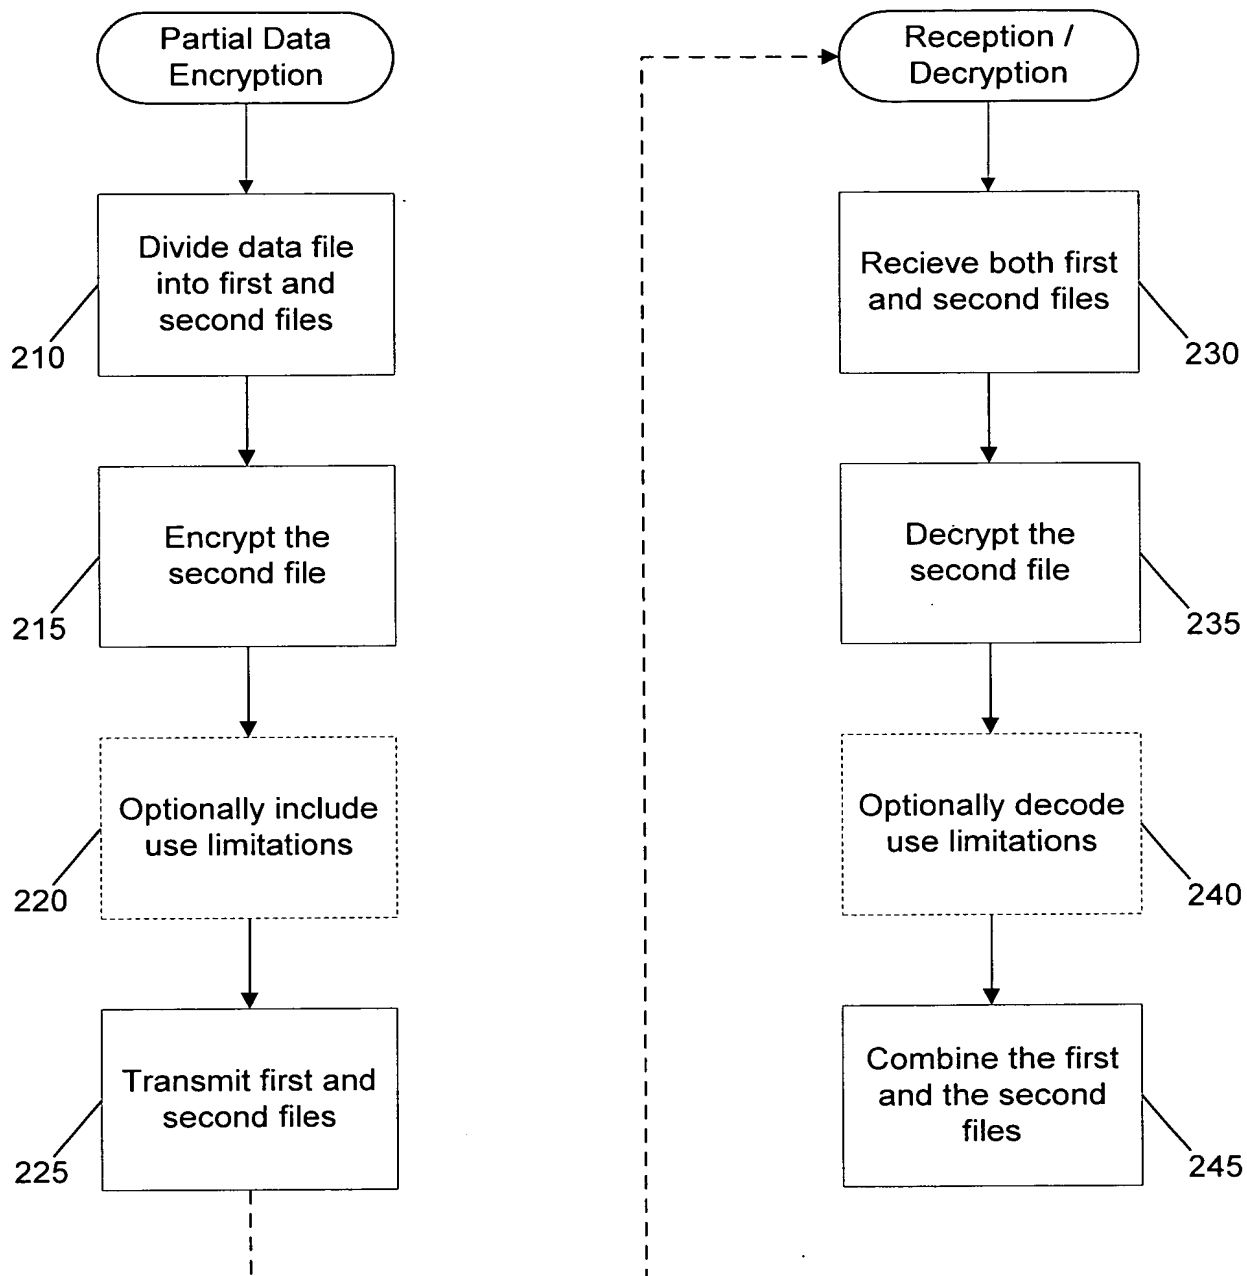 Partial Data
Encryption
Divide data file
into first and
second files
210
Encrypt the
second file
215
Optionally include
use limitations
220
Transmit first and
second files
225
Reception /
Decryption
Recieve both first
and second files
230
Decrypt the
second file
235
Optionally decode
use limitations
240
Combine the first
and the second
files
245